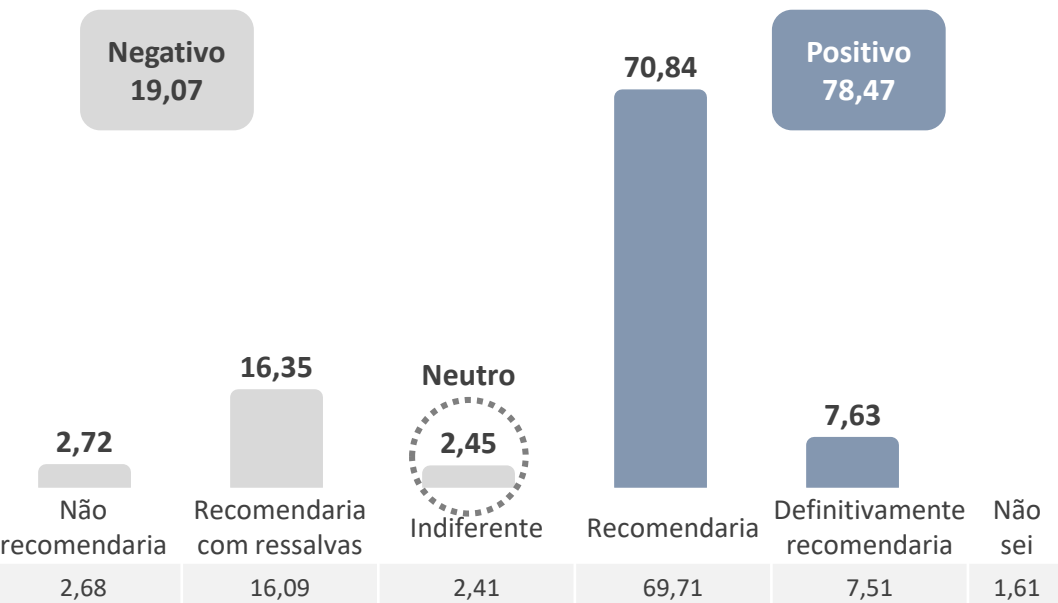 Negativo
19,07
Positivo
78,47
70,84
16,35
Neutro
2,72
2,45
7,63
Não
recomendaria
Recomendaria
com ressalvas
Indiferente
Recomendaria
Definitivamente
recomendaria
Não
sei
2,68 16,09 2,41 69,71 7,51 1,61